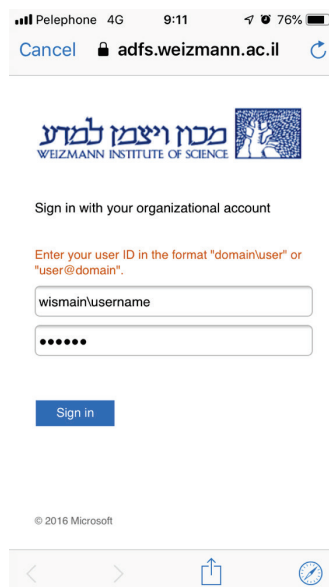 Pelephone 4G 9:11 76%
Cancel adfs.weizmann.ac.il
מכון ויצמן למדע
WEIZMANN INSTITUTE OF SCIENCE
Sign in with your organizational account
Enter your user ID in the format "domain\user" or
"user@domain".
wismain\username
••••••
Sign in
© 2016 Microsoft